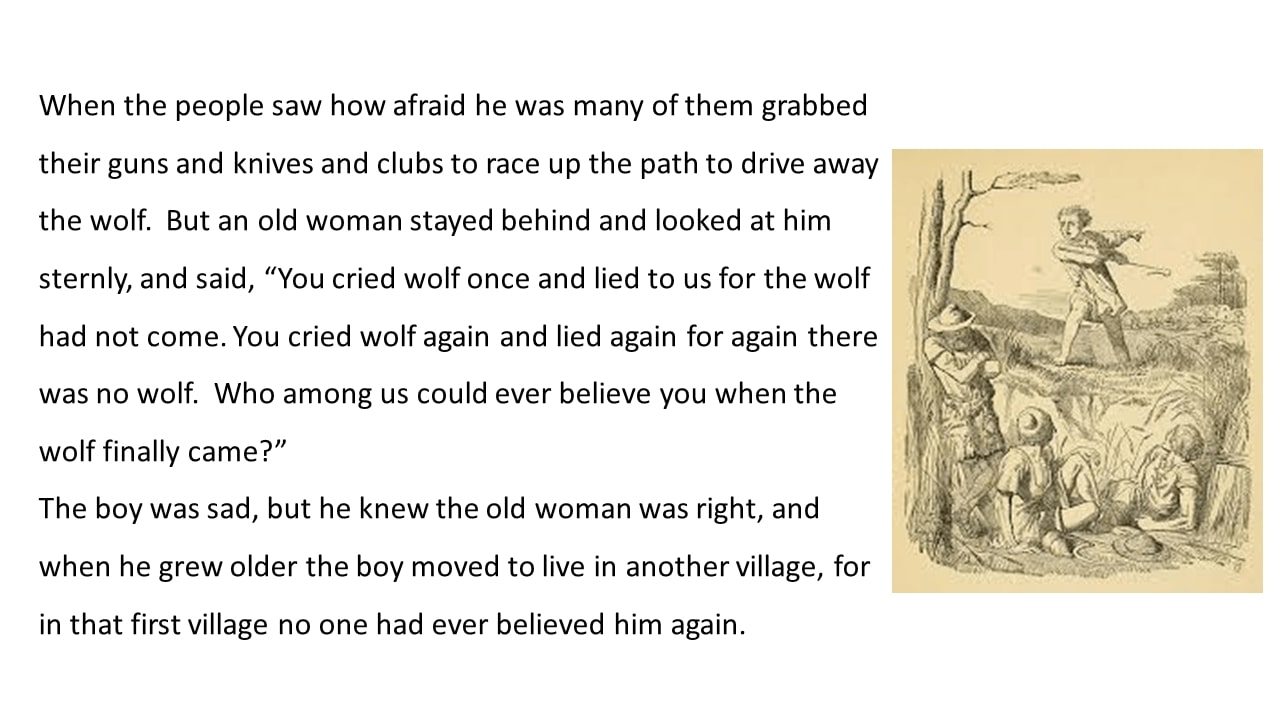 When the people saw how afraid he was many of them grabbed
their guns and knives and clubs to race up the path to drive away
the wolf.  But an old woman stayed behind and looked at him
sternly, and said, “You cried wolf once and lied to us for the wolf
had not come. You cried wolf again and lied again for again there
was no wolf.  Who among us could ever believe you when the
wolf finally came?”
The boy was sad, but he knew the old woman was right, and
when he grew older the boy moved to live in another village, for
in that first village no one had ever believed him again.